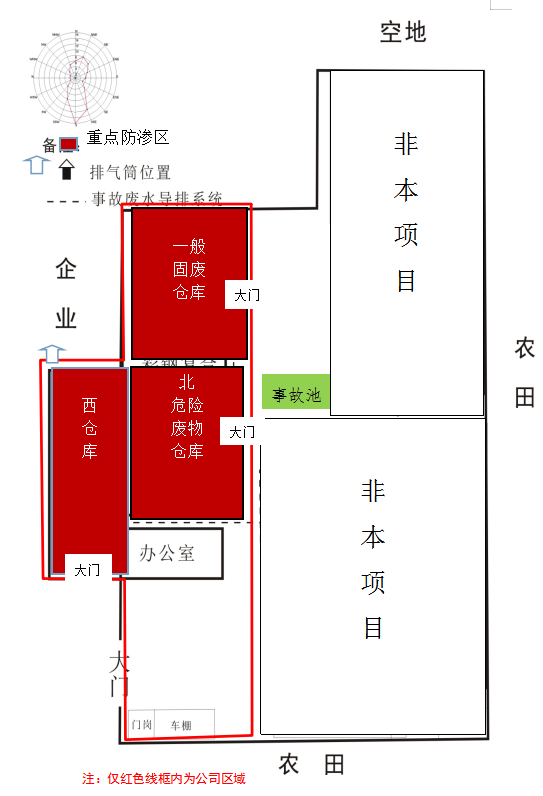 空地
备
重点防渗区
排气筒位置
事故废水导排系统
非
本
项
目
一般
固废
仓库
大门
企
业
农
田
北
危险
废物
仓库
大门
事故池
西
仓
库
大门
办公室
非
本
项
目
大
门
门岗
车棚
农 田
注：仅红色线框内为公司区域